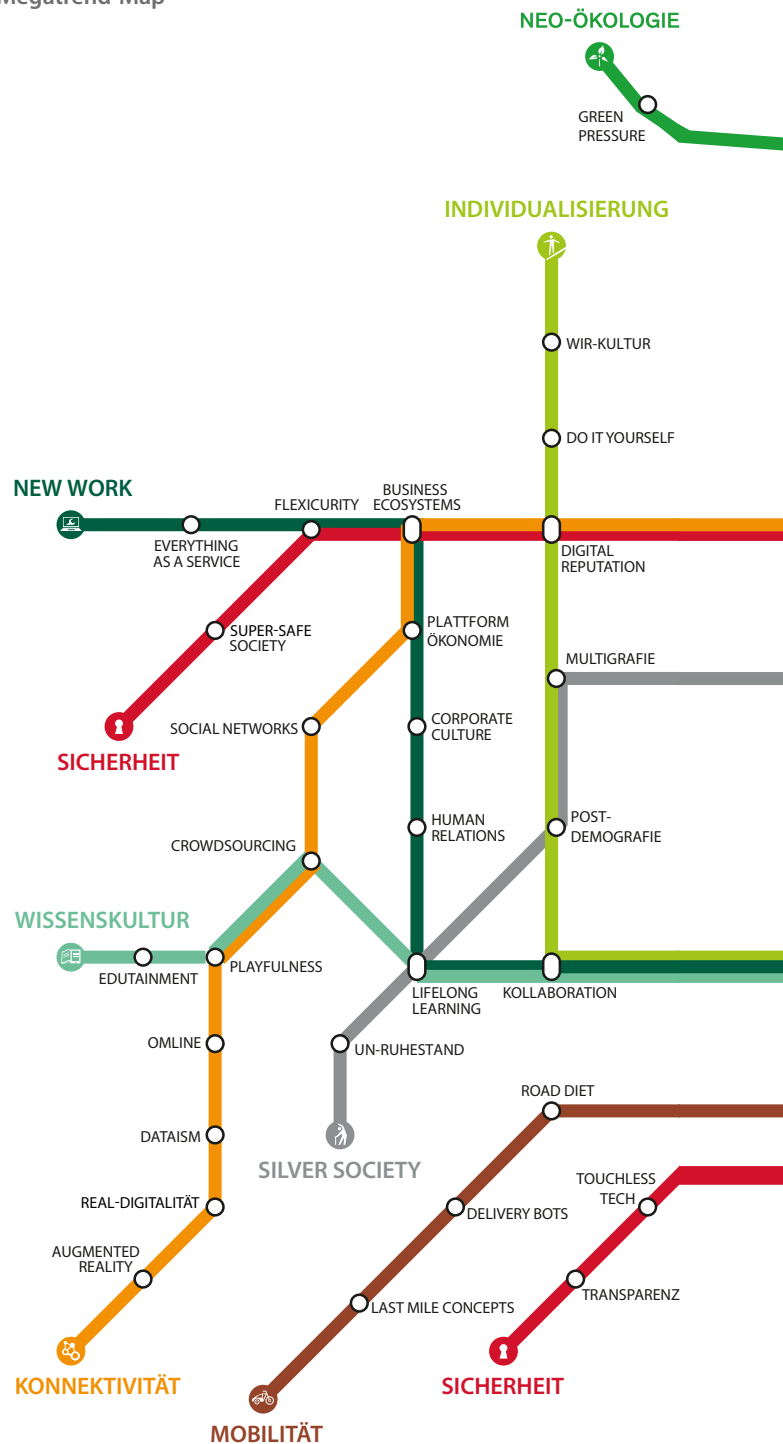 Megatrend-Map
NEO-ÖKOLOGIE
GREEN
PRESSURE
INDIVIDUALISIERUNG
WIR-KULTUR
DO IT YOURSELF
NEW WORK
FLEXICURITY
BUSINESS
ECOSYSTEMS
EVERYTHING
AS A SERVICE
DIGITAL
REPUTATION
SUPER-SAFE
SOCIETY
PLATTFORM
ÖKONOMIE
MULTIGRAFIE
SOCIAL NETWORKS
CORPORATE
CULTURE
SICHERHEIT
CROWDSOURCING
HUMAN
RELATIONS
POST-
DEMOGRAFIE
WISSENSKULTUR
EDUTAINMENT
PLAYFULNESS
LIFELONG
LEARNING
KOLLABORATION
OMLINE
UN-RUHESTAND
ROAD DIET
DATAISM
SILVER SOCIETY
TOUCHLESS
TECH
REAL-DIGITALITÄT
DELIVERY BOTS
AUGMENTED
REALITY
TRANSPARENZ
LAST MILE CONCEPTS
KONNEKTIVITÄT
SICHERHEIT
MOBILITÄT